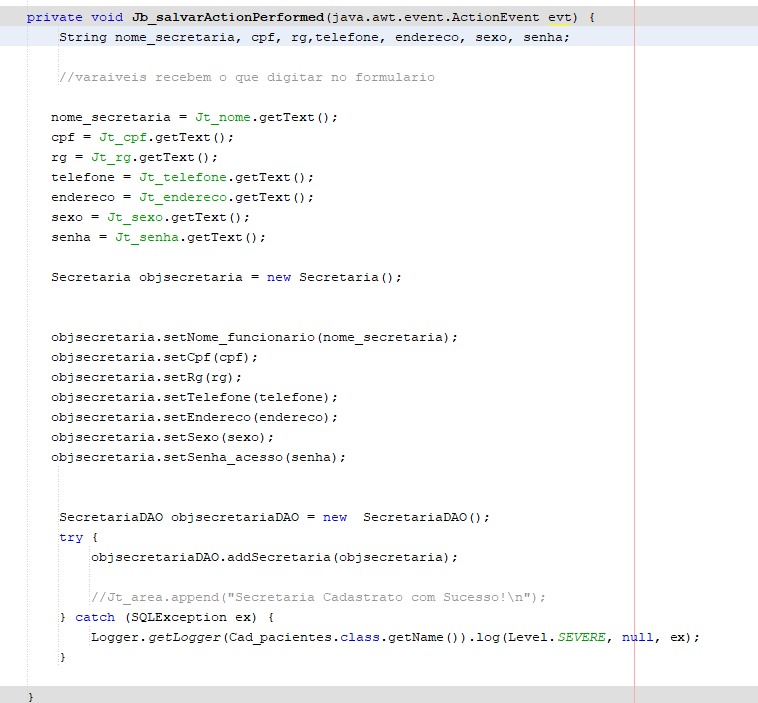 private void Jb_salvarActionPerformed(java.awt.event.ActionEvent evt) {
String nome_secretaria, cpf, rg,telefone, endereco, sexo, senha;
//varaiveis recebem o que digitar no formulario
nome_secretaria = Jt_nome.getText();
cpf = Jt_cpf.getText();
rg = Jt_rg.getText();
telefone = Jt_telefone.getText();
endereco = Jt_endereco.getText();
sexo = Jt_sexo.getText();
senha = Jt_senha.getText();
Secretaria objsecretaria = new Secretaria();
objsecretaria.setNome_funcionario(nome_secretaria);
objsecretaria.setCpf(cpf);
objsecretaria.setRg(rg);
objsecretaria.setTelefone(telefone);
objsecretaria.setEndereco(endereco);
objsecretaria.setSexo(sexo);
objsecretaria.setSenha_acesso(senha);
SecretariaDAO objsecretariaDAO = new  SecretariaDAO();
try {
objsecretariaDAO.addSecretaria(objsecretaria);
//Jt_area.append("Secretaria Cadastrato com Sucesso!\n");
} catch (SQLException ex) {
Logger.getLogger(Cad_pacientes.class.getName()).log(Level.SEVERE, null, ex);
}
}